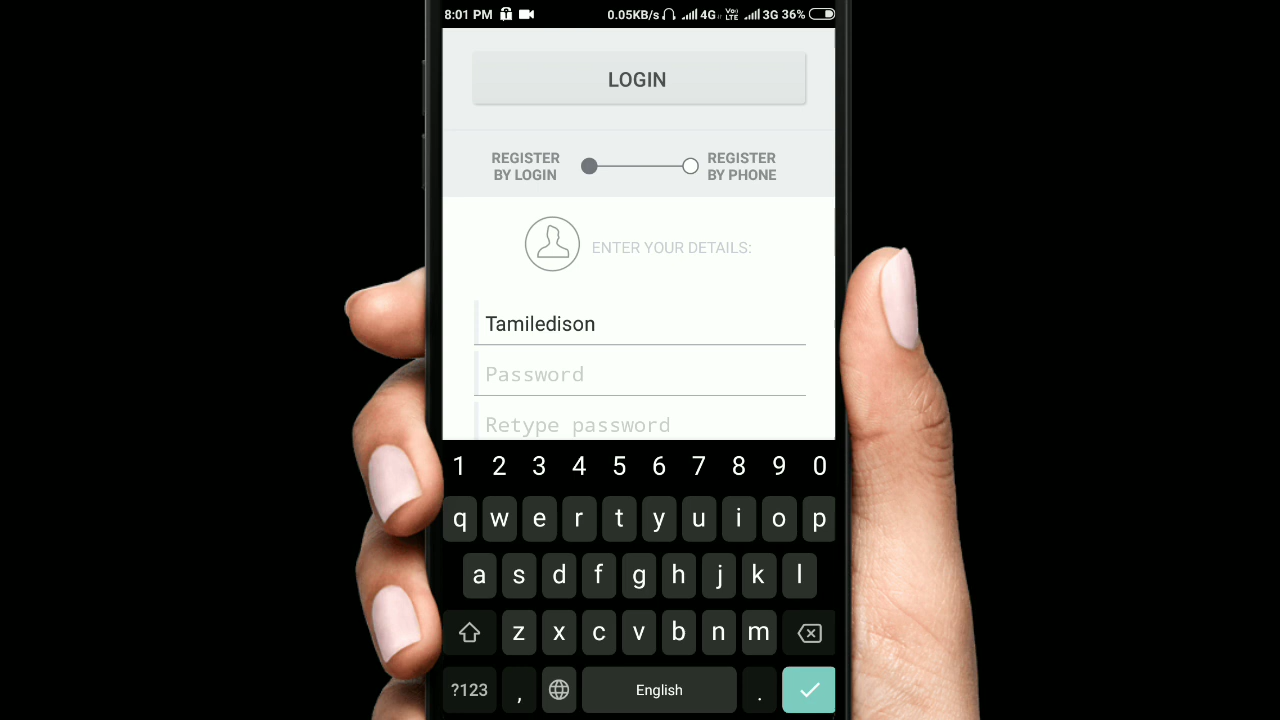 8:01 PM 0.05KB/s 4G VoLTE 3G 36%
LOGIN
REGISTER BY LOGIN
REGISTER BY PHONE
ENTER YOUR DETAILS:
Tamiledison
Password
Retype password
1 2 3 4 5 6 7 8 9 0
q w e r t y u i o p
a s d f g h j k l
z x c v b n m
?123 , English .